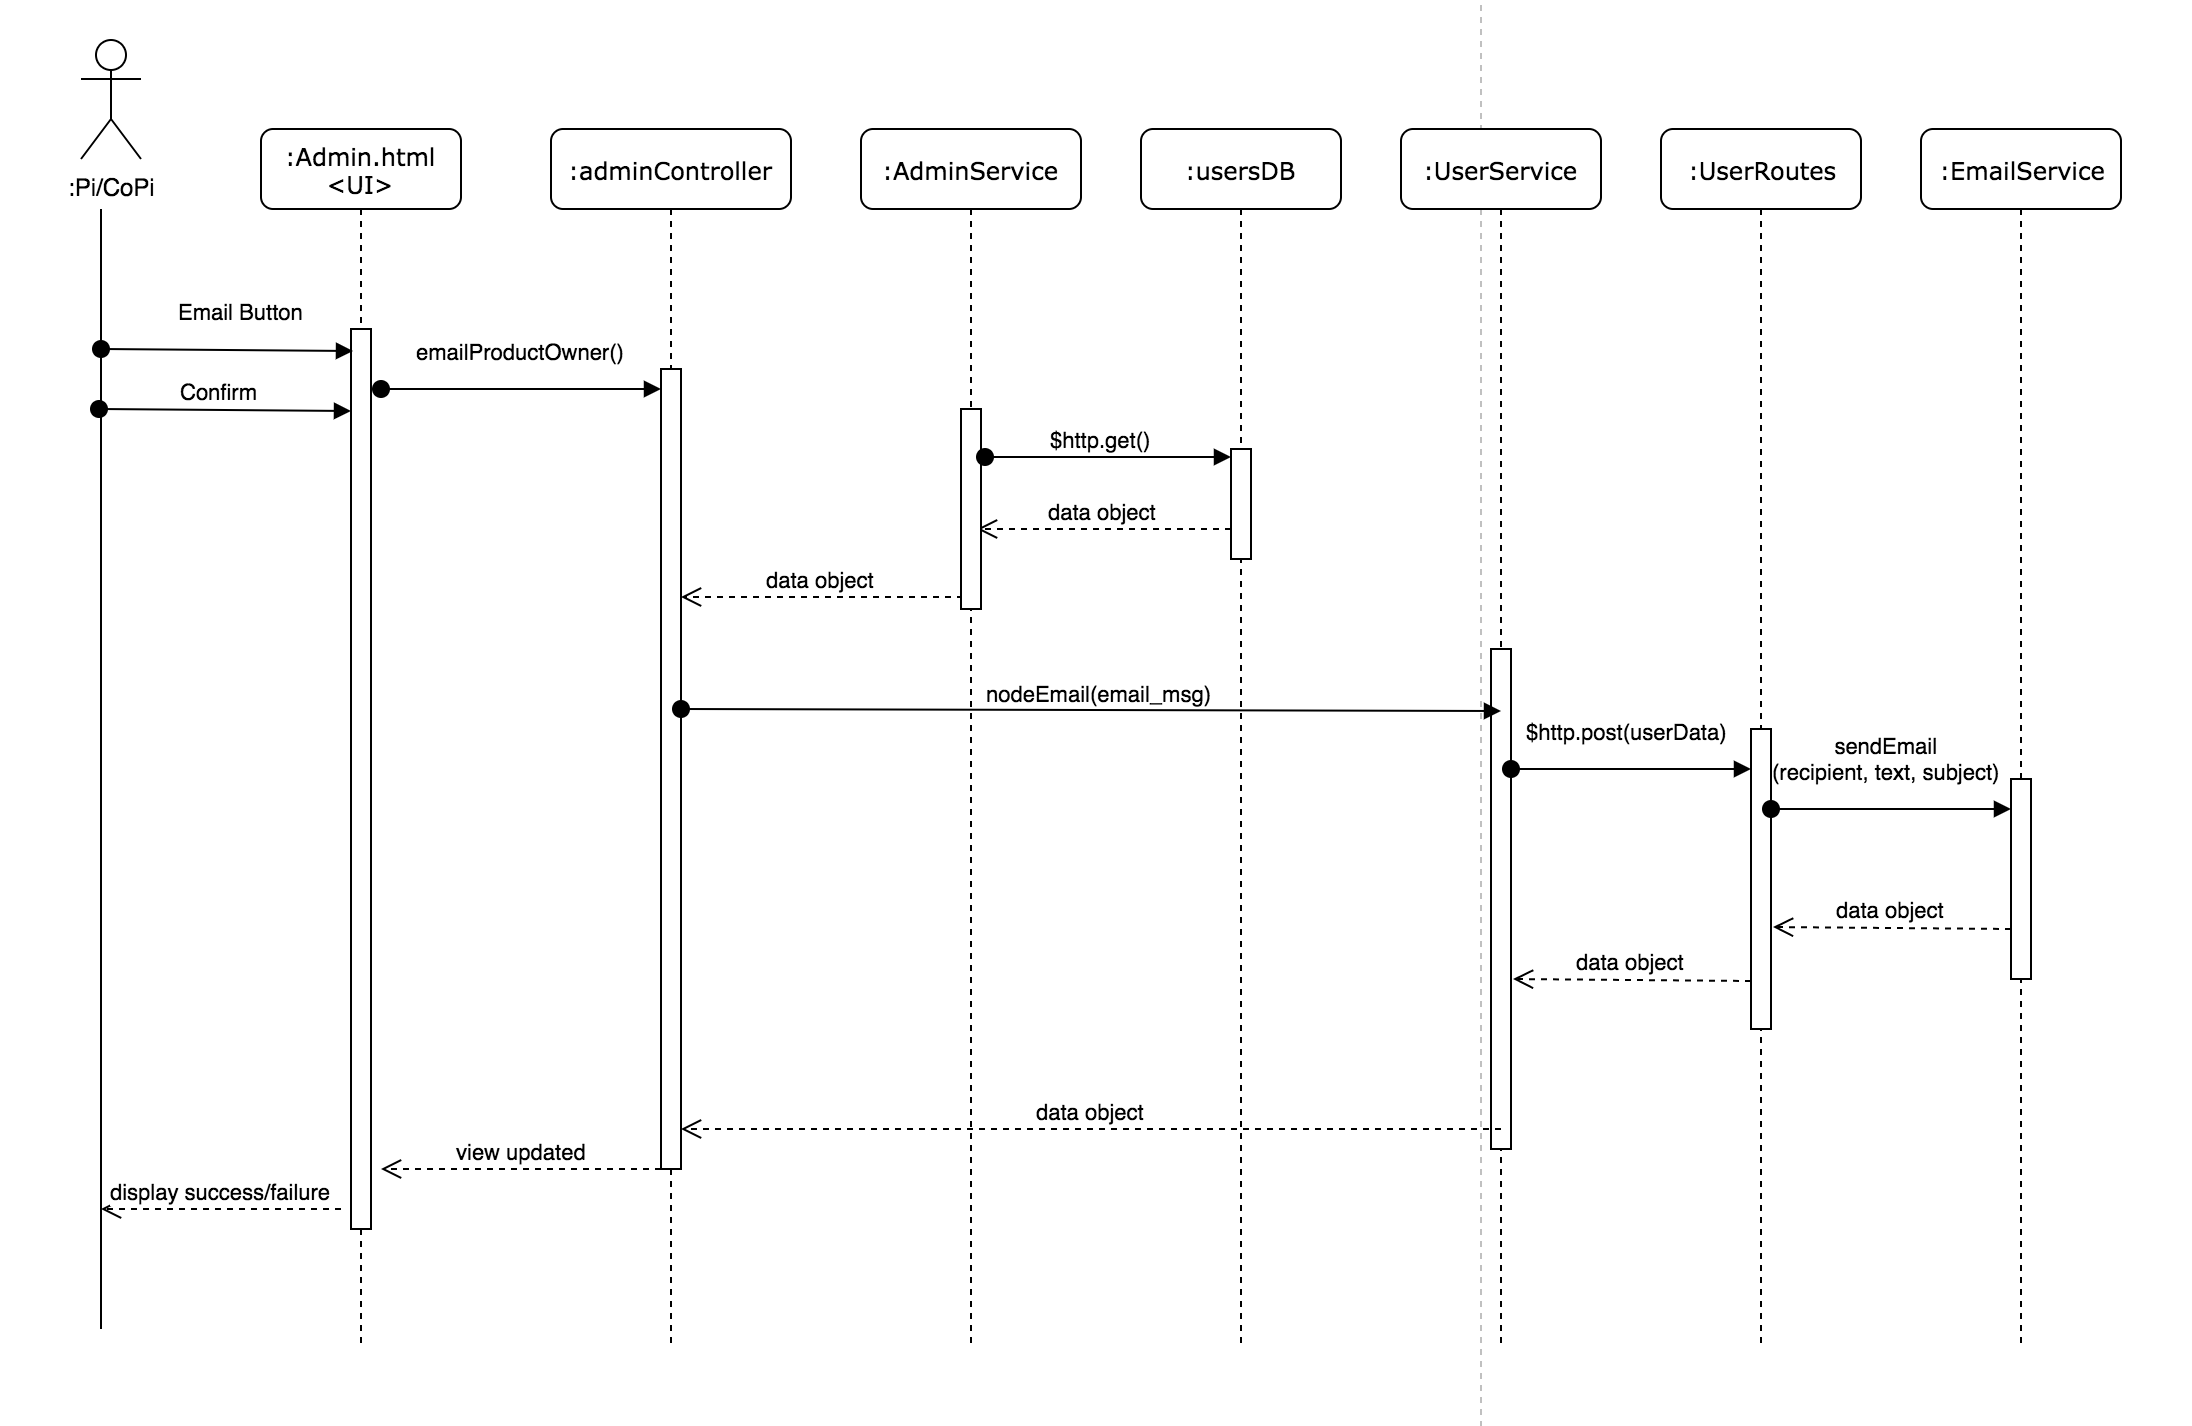 :Pi/CoPi
:Admin.html
<UI>
:adminController
:AdminService
:usersDB
:UserService
:UserRoutes
:EmailService
Email Button
emailProductOwner()
Confirm
$http.get()
data object
data object
nodeEmail(email_msg)
$http.post(userData)
sendEmail
(recipient, text, subject)
data object
data object
data object
view updated
display success/failure